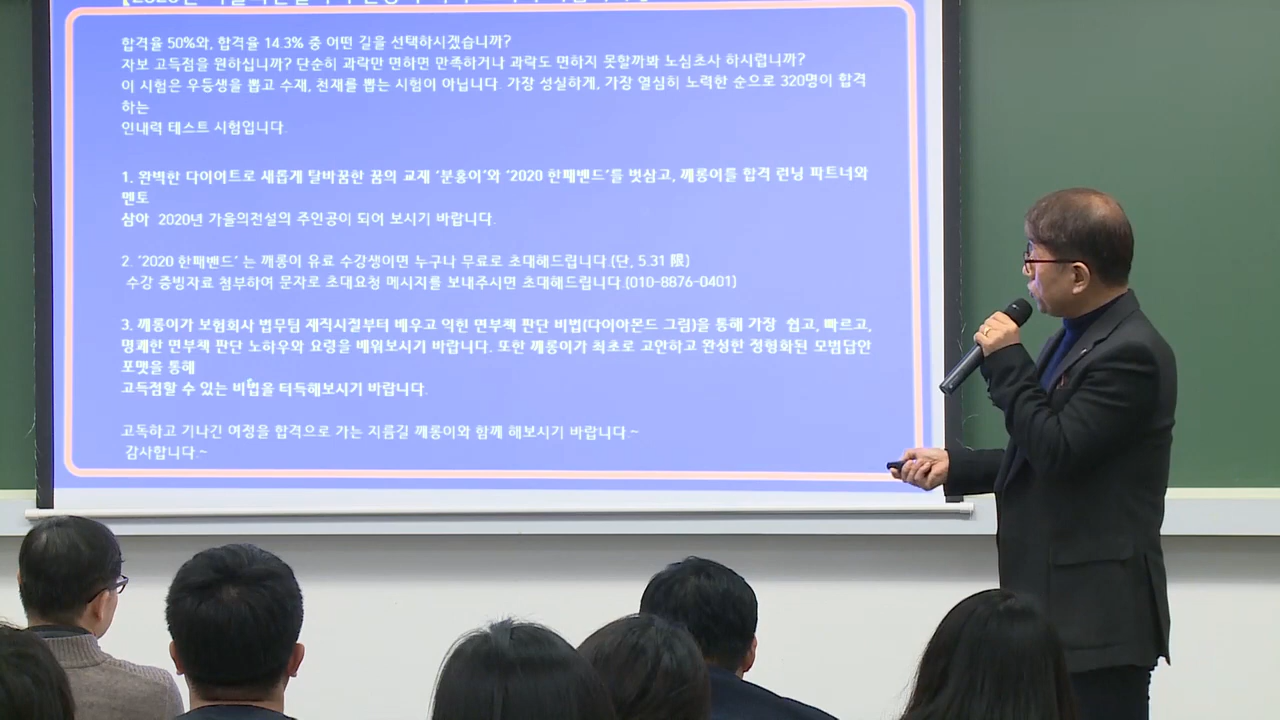 합격율 50%와, 합격율 14.3% 중 어떤 길을 선택하시겠습니까?
자보 고득점을 원하십니까? 단순히 과락만 면하면 만족하거나 과락도 면하지 못할까봐 노심초사 하시렵니까?
이 시험은 우등생을 뽑고 수재, 천재를 뽑는 시험이 아닙니다. 가장 성실하게, 가장 열심히 노력한 순으로 320명이 합격
하는
인내력 테스트 시험입니다.
1. 완벽한 다이어트로 새롭게 탈바꿈한 꿈의 교재 ‘분홍이’와 ‘2020 한패밴드’를 벗삼고, 께롱이를 합격 런닝 파트너와
멘토
삼아 2020년 가을의전설의 주인공이 되어 보시기 바랍니다.
2. ‘2020 한패밴드’ 는 께롱이 유료 수강생이면 누구나 무료로 초대해드립니다.(단, 5.31 限)
수강 증빙자료 첨부하여 문자로 초대요청 메시지를 보내주시면 초대해드립니다.(010-8876-0401)
3. 께롱이가 보험회사 법무팀 재직시절부터 배우고 익힌 면부책 판단 비법(다이아몬드 그림)을 통해 가장 쉽고, 빠르고,
명쾌한 면부책 판단 노하우와 요령을 배워보시기 바랍니다. 또한 께롱이가 최초로 고안하고 완성한 정형화된 모범답안
포맷을 통해
고득점할 수 있는 비법을 터득해보시기 바랍니다.
고독하고 기나긴 여정을 합격으로 가는 지름길 께롱이와 함께 해보시기 바랍니다.~
감사합니다.~